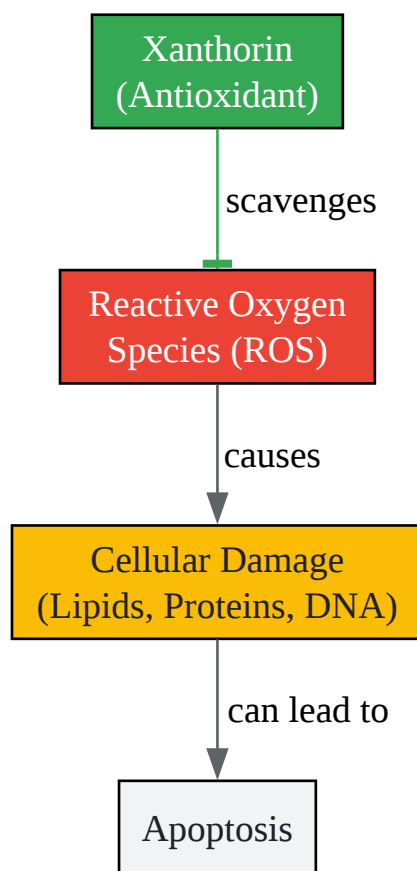 Xanthorin
(Antioxidant)
scavenges
Reactive Oxygen
Species (ROS)
causes
Cellular Damage
(Lipids, Proteins, DNA)
can lead to
Apoptosis